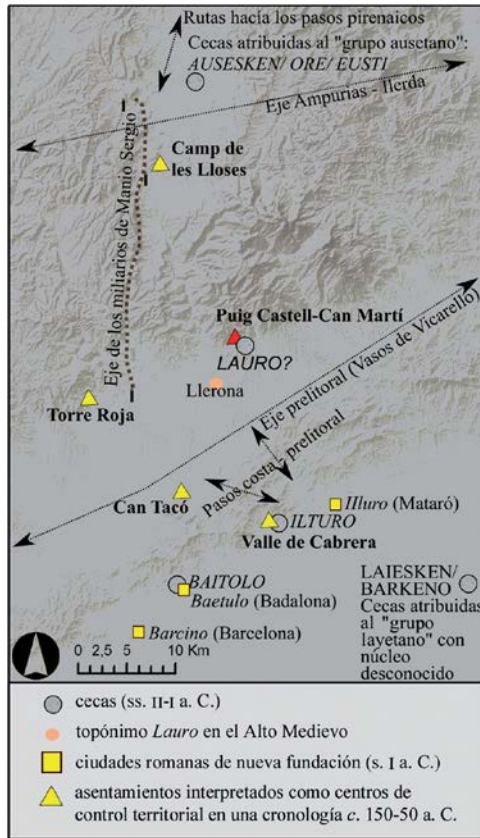 Rutas hacía los pasos pirenaicos
Cecas atribuidas al "grupo ausetano":
AUSESKEN/ ORE/ EUSTI
Eje Ampurias - Ilerda
Camp de
les Lloses
Eje de los miliarios de Manio Sergio
Puig Castell-Can Martí
LAURO?
Llerona
Eje prelitoral (Vasos de Vicarello)
Torre Roja
Pasos costa - prelitoral
Can Tacó
Illuro (Mataró)
ILTURO
Valle de Cabrera
BAITOLO
Baetulo (Badalona)
LAIESKEN/
BARKENO
Cecas atribuidas
al "grupo
layetano" con
núcleo
desconocido
Barcino (Barcelona)
0 2,5 5 10 Km
cecas (ss. II-I a. C.)
topónimo Lauro en el Alto Medievo
ciudades romanas de nueva fundación (s. I a. C.)
asentamientos interpretados como centros de
control territorial en una cronología c. 150-50 a. C.